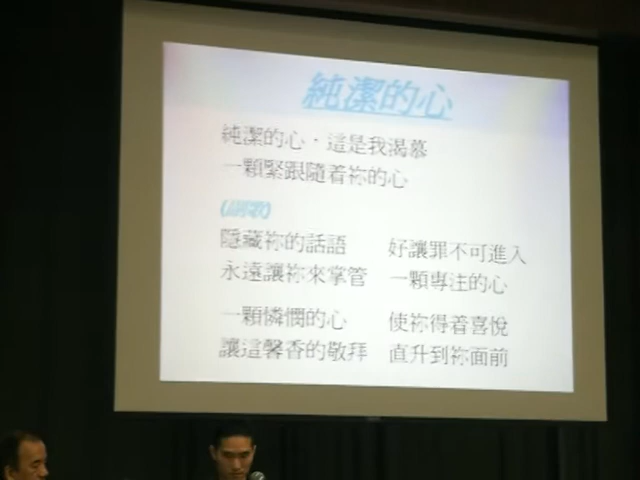 純潔的心
純潔的心，這是我渴慕
一顆緊跟隨着祢的心
(副歌)
隱藏祢的話語 好讓罪不可進入
永遠讓祢來掌管 一顆專注的心
一顆憐憫的心 使祢得着喜悅
讓這馨香的敬拜 直升到祢面前